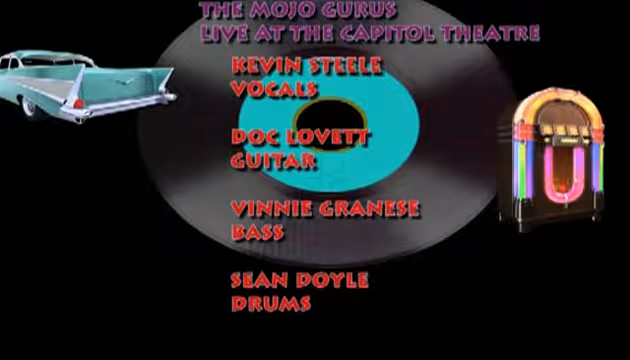 THE MOJO GURUS
LIVE AT THE CAPITOL THEATRE
KEVIN STEELE
VOCALS
DOC LOVETT
GUITAR
VINNIE GRANESE
BASS
SEAN DOYLE
DRUMS